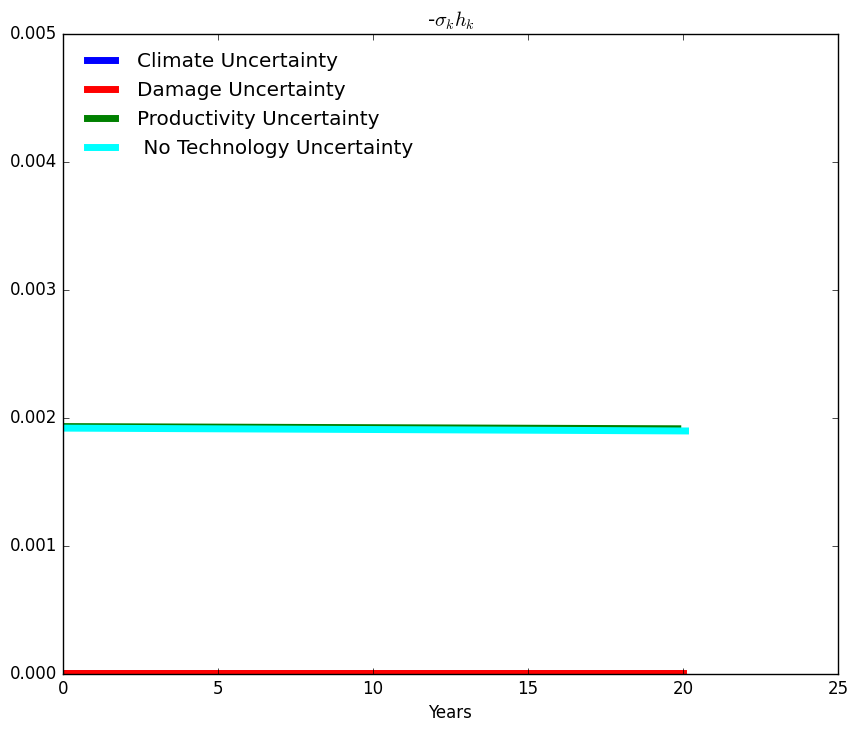 -σₖhₖ
0.005
Climate Uncertainty
Damage Uncertainty
Productivity Uncertainty
No Technology Uncertainty
0.004
0.003
0.002
0.001
0.000
0 5 10 15 20 25
Years